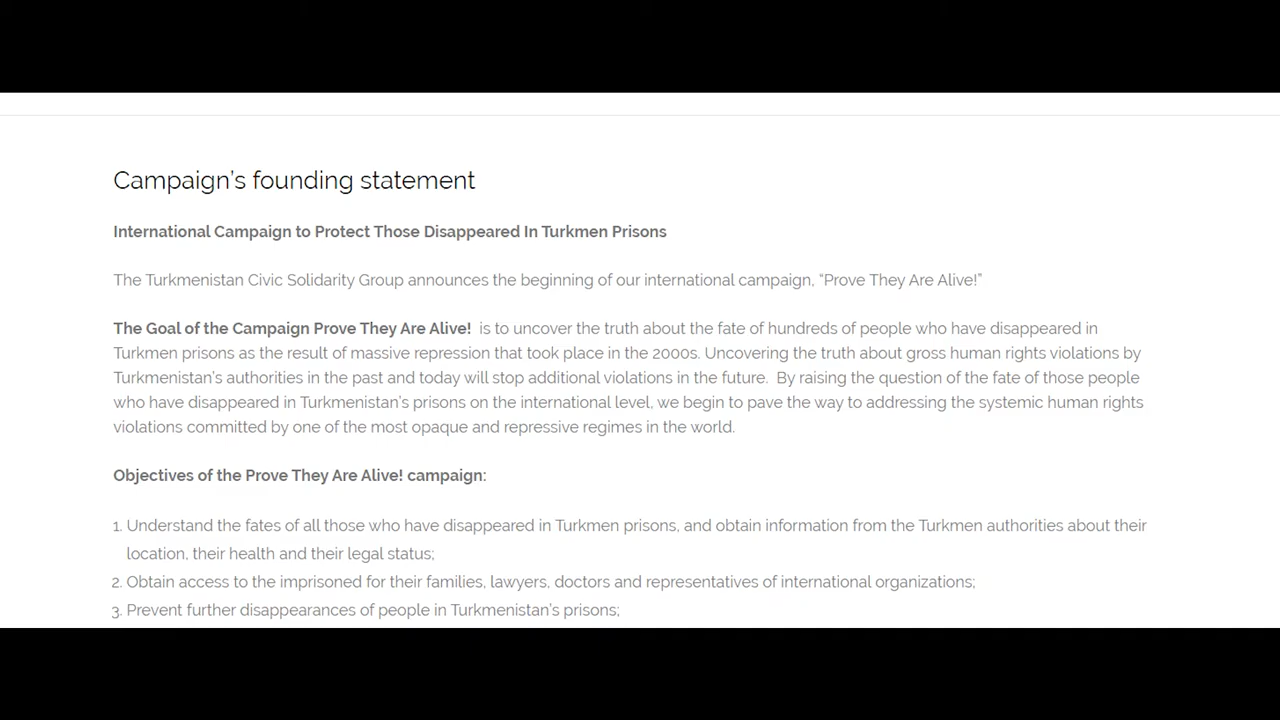 Campaign’s founding statement
International Campaign to Protect Those Disappeared In Turkmen Prisons
The Turkmenistan Civic Solidarity Group announces the beginning of our international campaign, “Prove They Are Alive!”
The Goal of the Campaign Prove They Are Alive! is to uncover the truth about the fate of hundreds of people who have disappeared in
Turkmen prisons as the result of massive repression that took place in the 2000s. Uncovering the truth about gross human rights violations by
Turkmenistan’s authorities in the past and today will stop additional violations in the future. By raising the question of the fate of those people
who have disappeared in Turkmenistan’s prisons on the international level, we begin to pave the way to addressing the systemic human rights
violations committed by one of the most opaque and repressive regimes in the world.
Objectives of the Prove They Are Alive! campaign:
1. Understand the fates of all those who have disappeared in Turkmen prisons, and obtain information from the Turkmen authorities about their
location, their health and their legal status;
2. Obtain access to the imprisoned for their families, lawyers, doctors and representatives of international organizations;
3. Prevent further disappearances of people in Turkmenistan’s prisons;